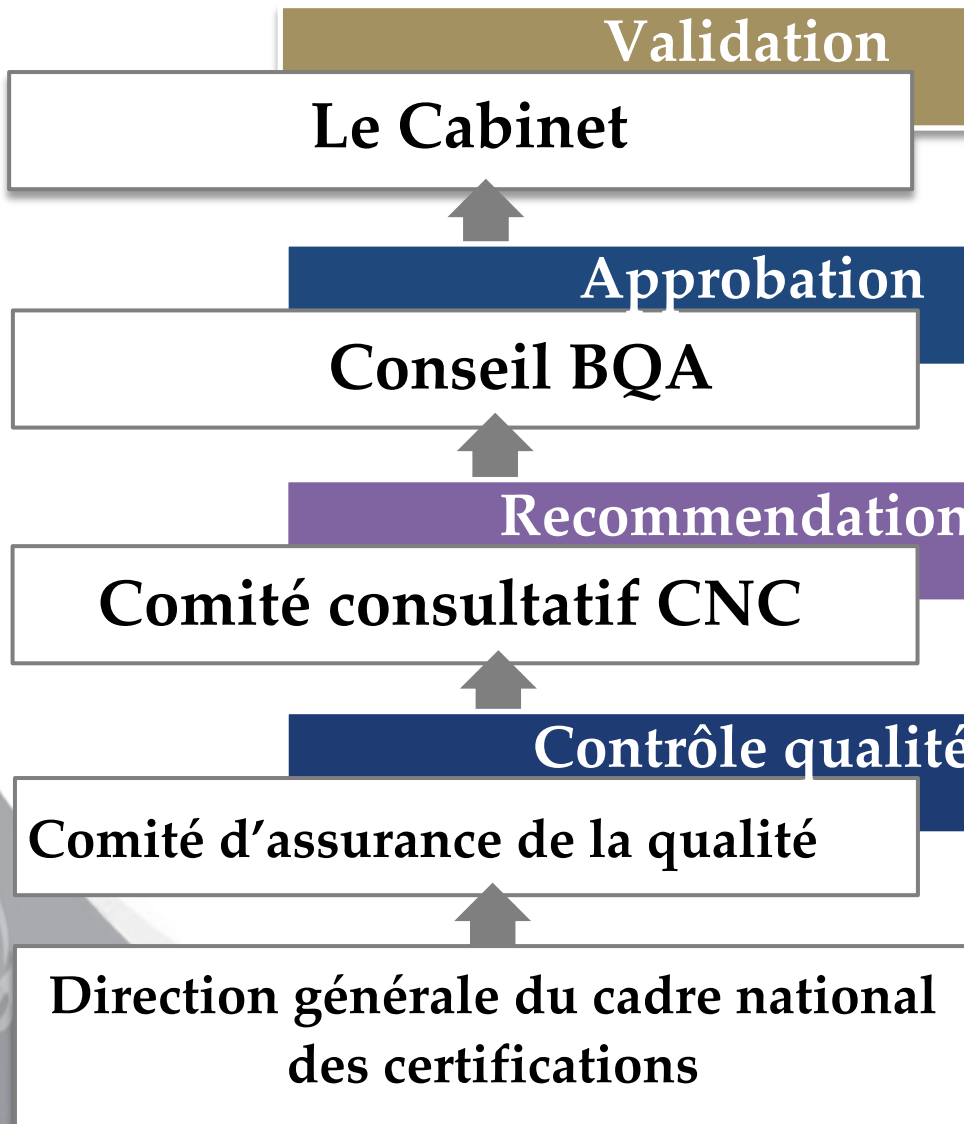 Validation
Le Cabinet
Approbation
Conseil BQA
Recommendation
Comité consultatif CNC
Contrôle qualité
Comité d’assurance de la qualité
Direction générale du cadre national
des certifications